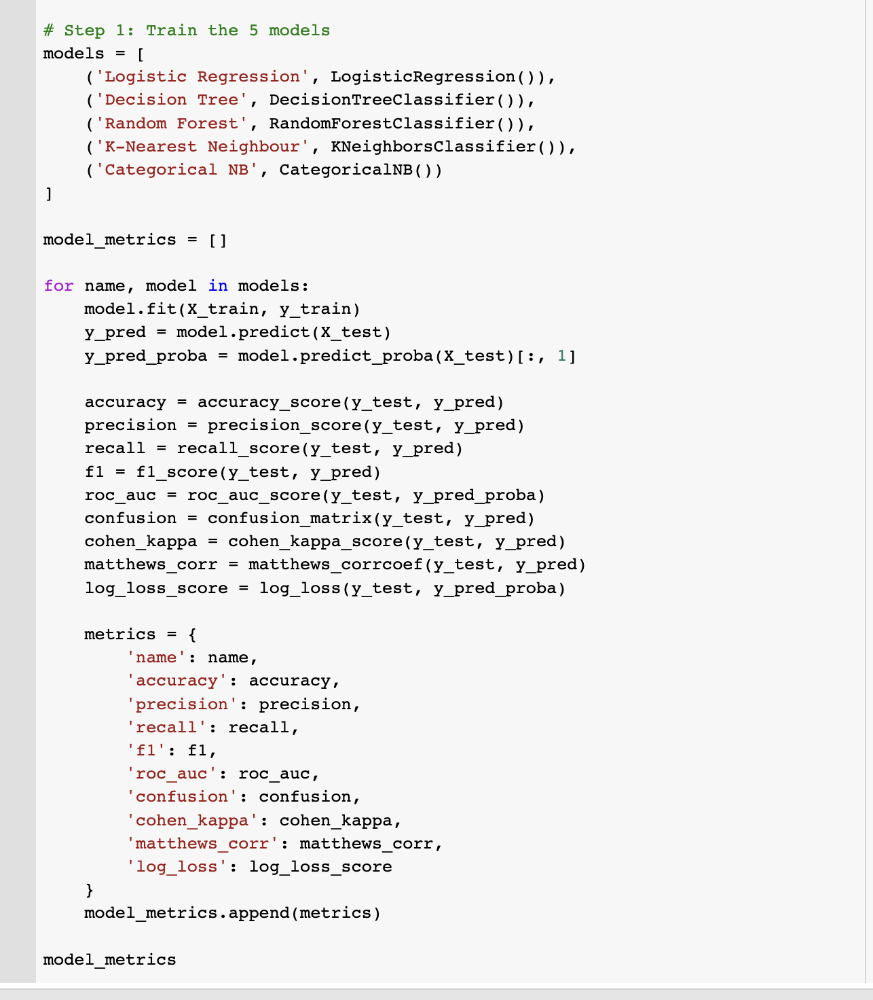 # Step 1: Train the 5 models
models = [
    ('Logistic Regression', LogisticRegression()),
    ('Decision Tree', DecisionTreeClassifier()),
    ('Random Forest', RandomForestClassifier()),
    ('K-Nearest Neighbour', KNeighborsClassifier()),
    ('Categorical NB', CategoricalNB())
]

model_metrics = []

for name, model in models:
    model.fit(X_train, y_train)
    y_pred = model.predict(X_test)
    y_pred_proba = model.predict_proba(X_test)[:, 1]

    accuracy = accuracy_score(y_test, y_pred)
    precision = precision_score(y_test, y_pred)
    recall = recall_score(y_test, y_pred)
    f1 = f1_score(y_test, y_pred)
    roc_auc = roc_auc_score(y_test, y_pred_proba)
    confusion = confusion_matrix(y_test, y_pred)
    cohen_kappa = cohen_kappa_score(y_test, y_pred)
    matthews_corr = matthews_corrcoef(y_test, y_pred)
    log_loss_score = log_loss(y_test, y_pred_proba)

    metrics = {
        'name': name,
        'accuracy': accuracy,
        'precision': precision,
        'recall': recall,
        'f1': f1,
        'roc_auc': roc_auc,
        'confusion': confusion,
        'cohen_kappa': cohen_kappa,
        'matthews_corr': matthews_corr,
        'log_loss': log_loss_score
    }
    model_metrics.append(metrics)

model_metrics